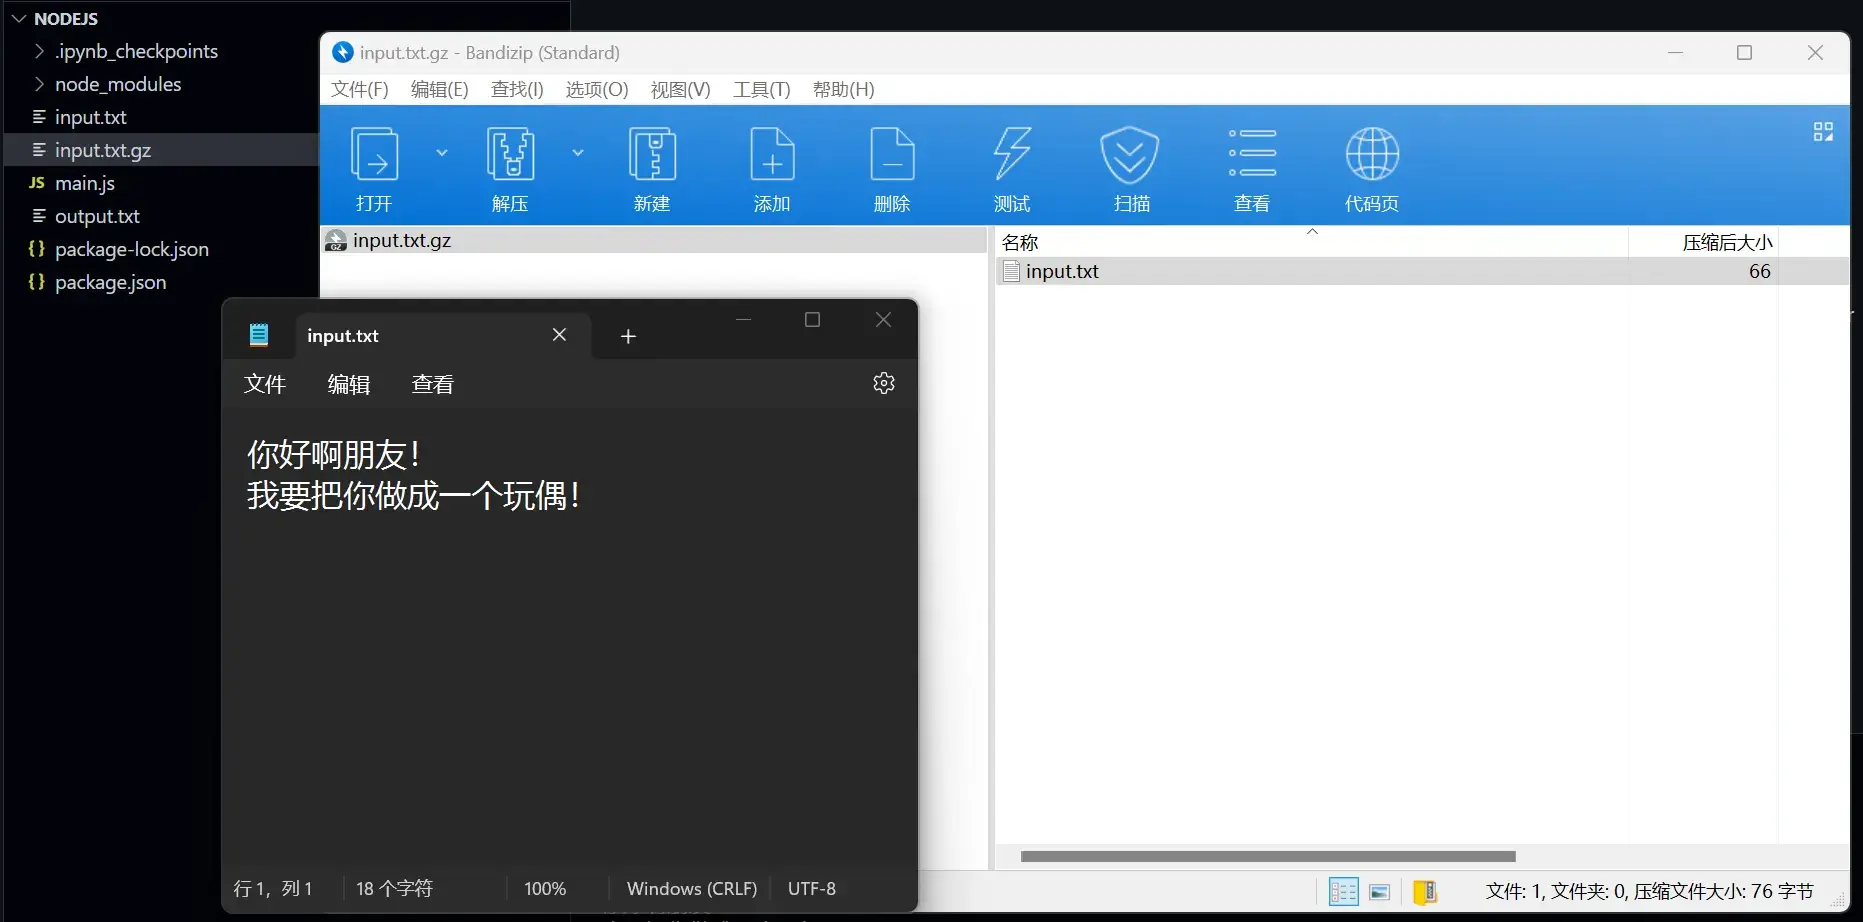 NODEJS
.ipynb_checkpoints
node_modules
input.txt
input.txt.gz
main.js
output.txt
package-lock.json
package.json
input.txt.gz - Bandizip (Standard)
文件(F) 编辑(E) 查找(I) 选项(O) 视图(V) 工具(T) 帮助(H)
打开 解压 新建 添加 删除 测试 扫描 查看 代码页
input.txt.gz
名称 压缩后大小
input.txt 66
input.txt
文件 编辑 查看
你好啊朋友！
我要把你做成一个玩偶！
行 1，列 1 18 个字符 100% Windows (CRLF) UTF-8
文件: 1, 文件夹: 0, 压缩文件大小: 76 字节